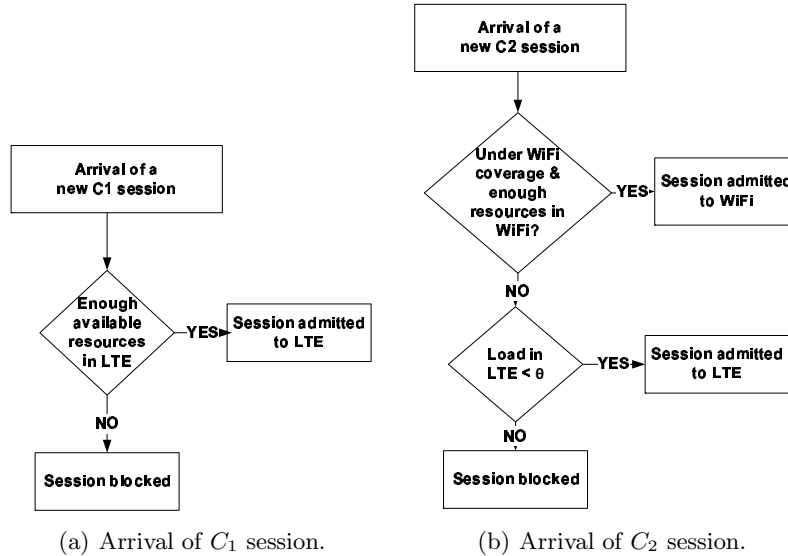 Arrival of a
new C1 session
Enough
available
resources
in LTE
YES
Session admitted
to LTE
NO
Session blocked
(a) Arrival of C₁ session.
Arrival of
a new C2 session
Under WiFi
coverage &
enough
resources in
WiFi?
YES
Session admitted
to WiFi
NO
Load in
LTE < θ
YES
Session admitted
to LTE
NO
Session blocked
(b) Arrival of C₂ session.